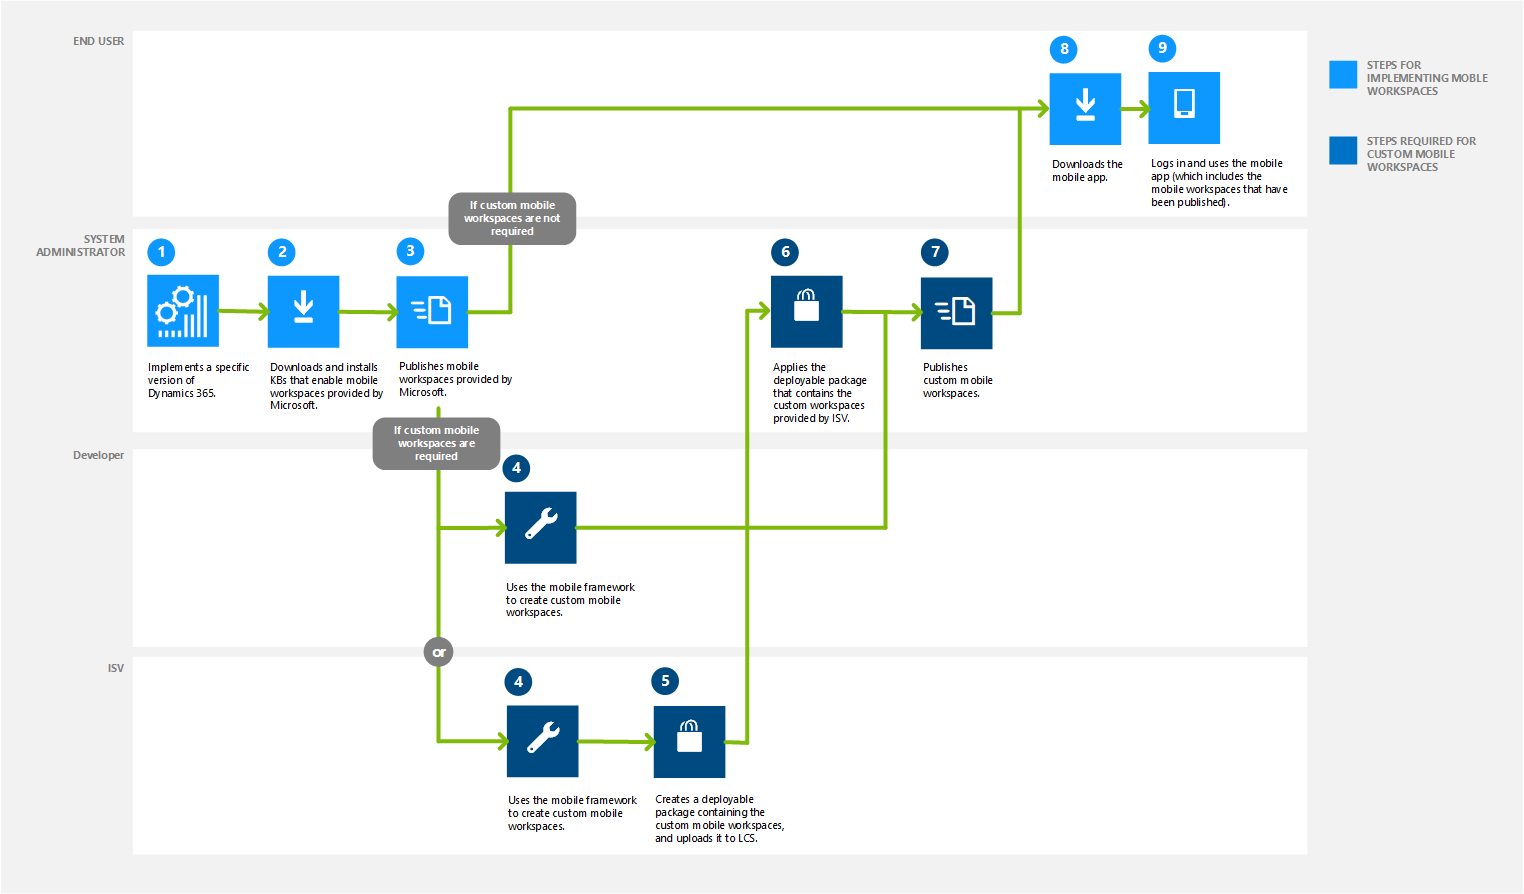 END USER
8
9
Downloads the
mobile app.
Logs in and uses the mobile
app (which includes the
mobile workspaces that have
been published).
STEPS FOR
IMPLEMENTING MOBLE
WORKSPACES
STEPS REQUIRED FOR
CUSTOM MOBILE
WORKSPACES
If custom mobile
workspaces are not
required
SYSTEM
ADMINISTRATOR
1
2
3
6
7
Implements a specific
version of
Dynamics 365.
Downloads and installs
KBs that enable mobile
workspaces provided by
Microsoft.
Publishes mobile
workspaces provided by
Microsoft.
Applies the
deployable package
that contains the
custom workspaces
provided by ISV.
Publishes
custom mobile
workspaces.
If custom mobile
workspaces are
required
Developer
4
Uses the mobile framework
to create custom mobile
workspaces.
or
ISV
4
5
Uses the mobile framework
to create custom mobile
workspaces.
Creates a deployable
package containing the
custom mobile workspaces,
and uploads it to LCS.